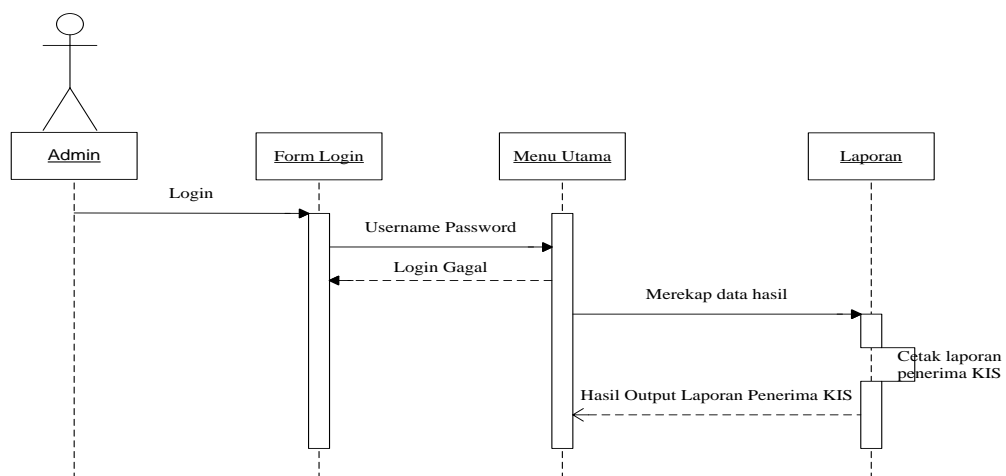 Admin
Form Login
Menu Utama
Laporan
Login
Username Password
Login Gagal
Merekap data hasil
Cetak laporan
penerima KIS
Hasil Output Laporan Penerima KIS